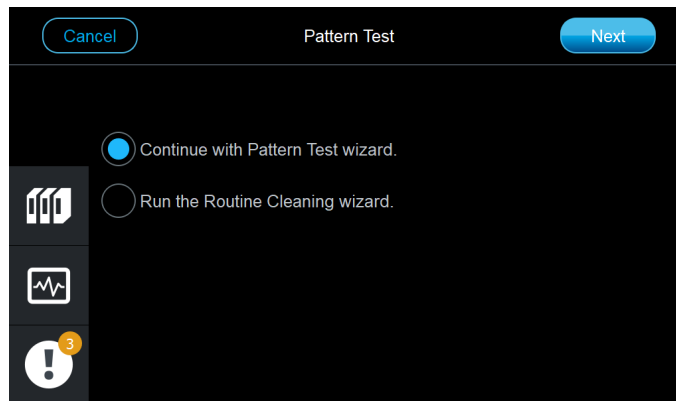 Cancel Pattern Test Next
Continue with Pattern Test wizard.
Run the Routine Cleaning wizard.
3